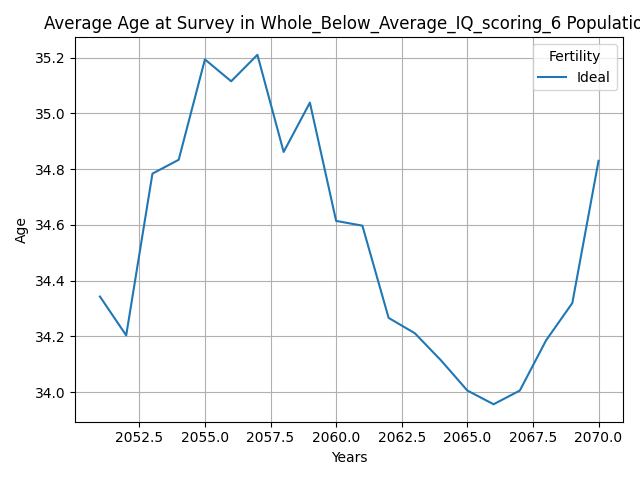 Average Age at Survey in Whole_Below_Average_IQ_scoring_6 Populatio
Fertility
Ideal
35.2
35.0
34.8
34.6
34.4
34.2
34.0
Age
2052.5 2055.0 2057.5 2060.0 2062.5 2065.0 2067.5 2070.0
Years